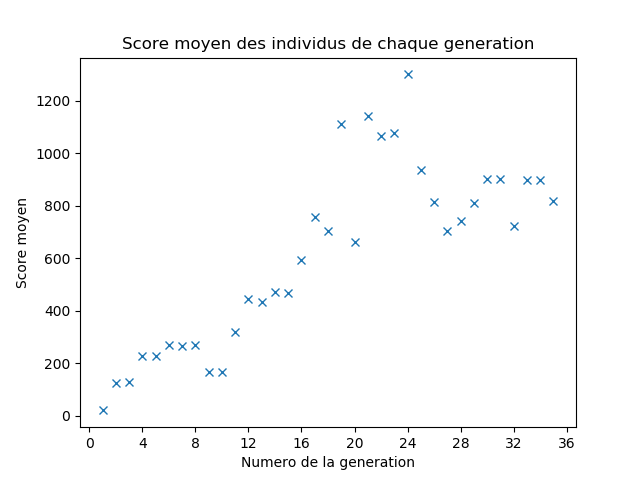 Score moyen des individus de chaque generation
Score moyen
1200
1000
800
600
400
200
0
0 4 8 12 16 20 24 28 32 36
Numero de la generation